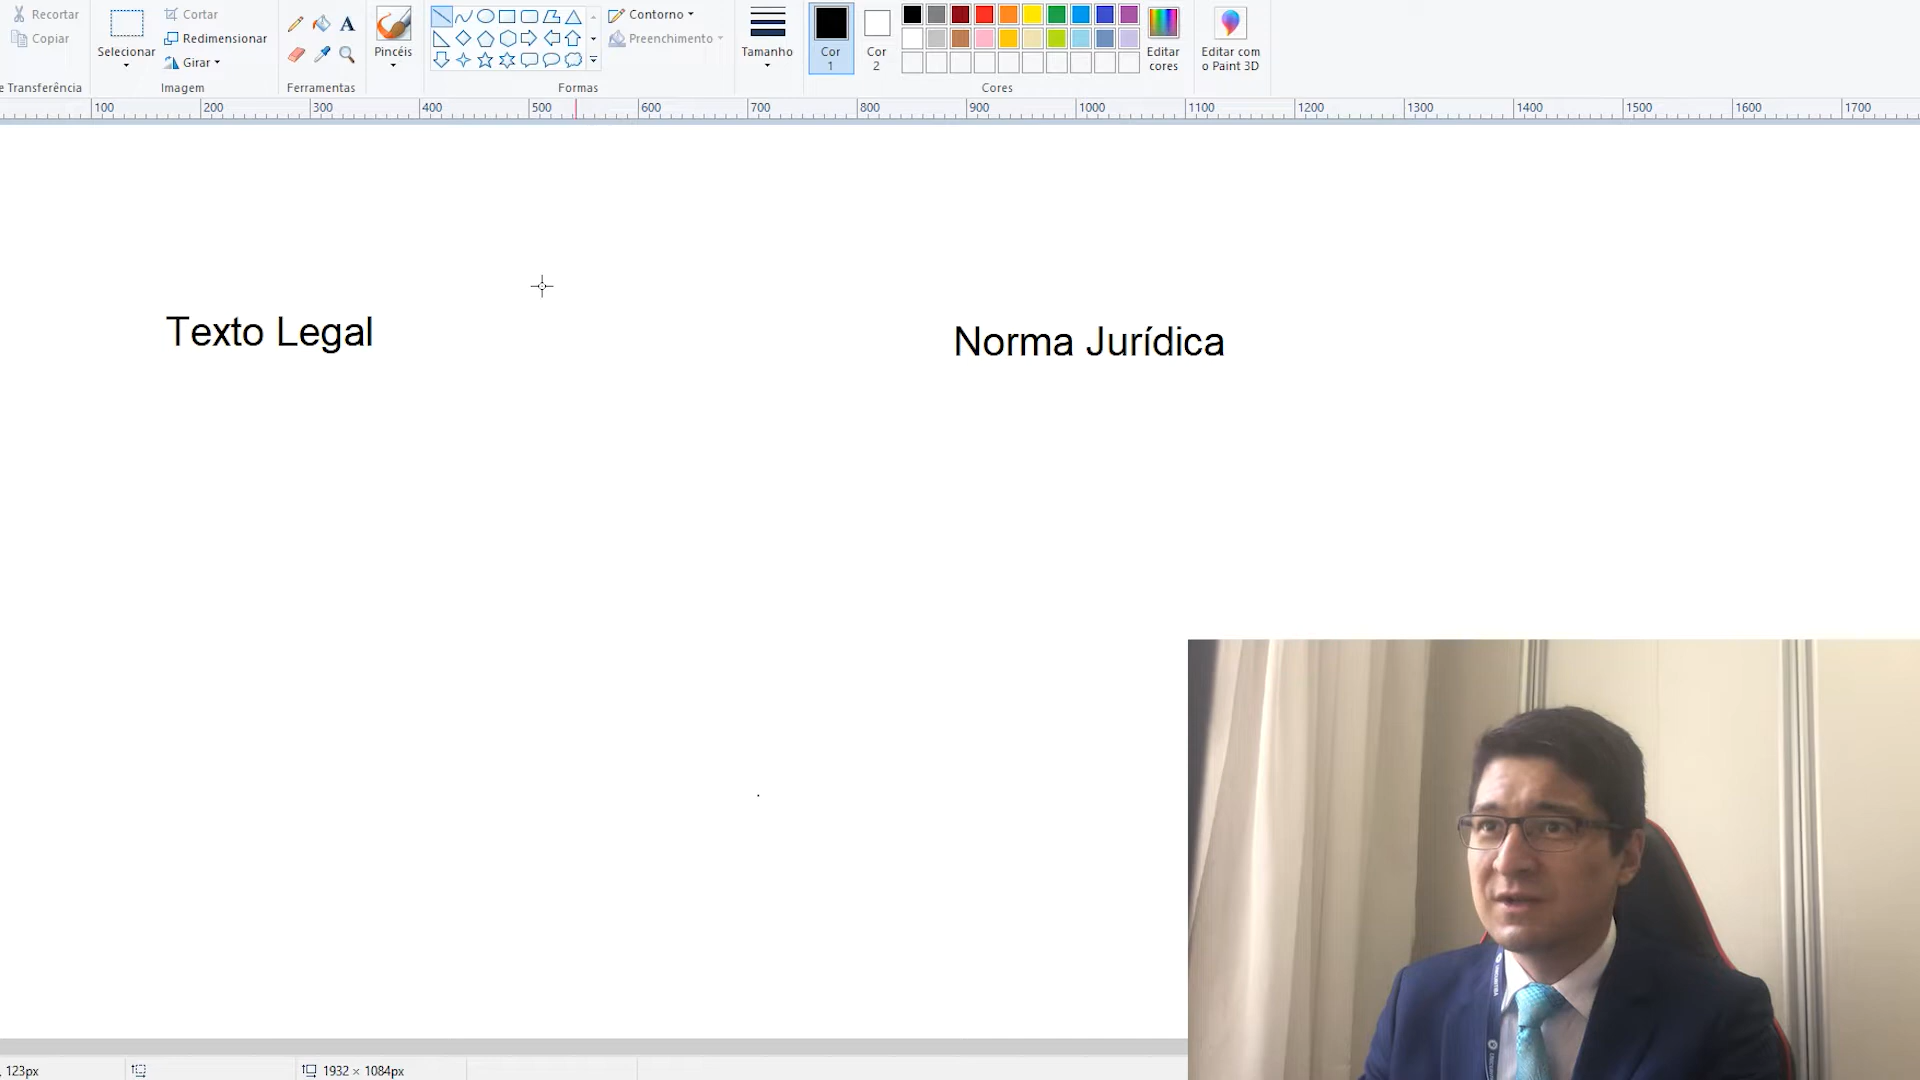 Recortar
Copiar
e Transferência
Selecionar
Cortar
Redimensionar
Girar
Imagem
A
Ferramentas
Pincéis
Contorno
Preenchimento
Formas
Tamanho
Cor
1
Cor
2
Cores
Editar
cores
Editar com
o Paint 3D
100 200 300 400 500 600 700 800 900 1000 1100 1200 1300 1400 1500 1600 1700
Texto Legal
Norma Jurídica
, 123px
1932 × 1084px